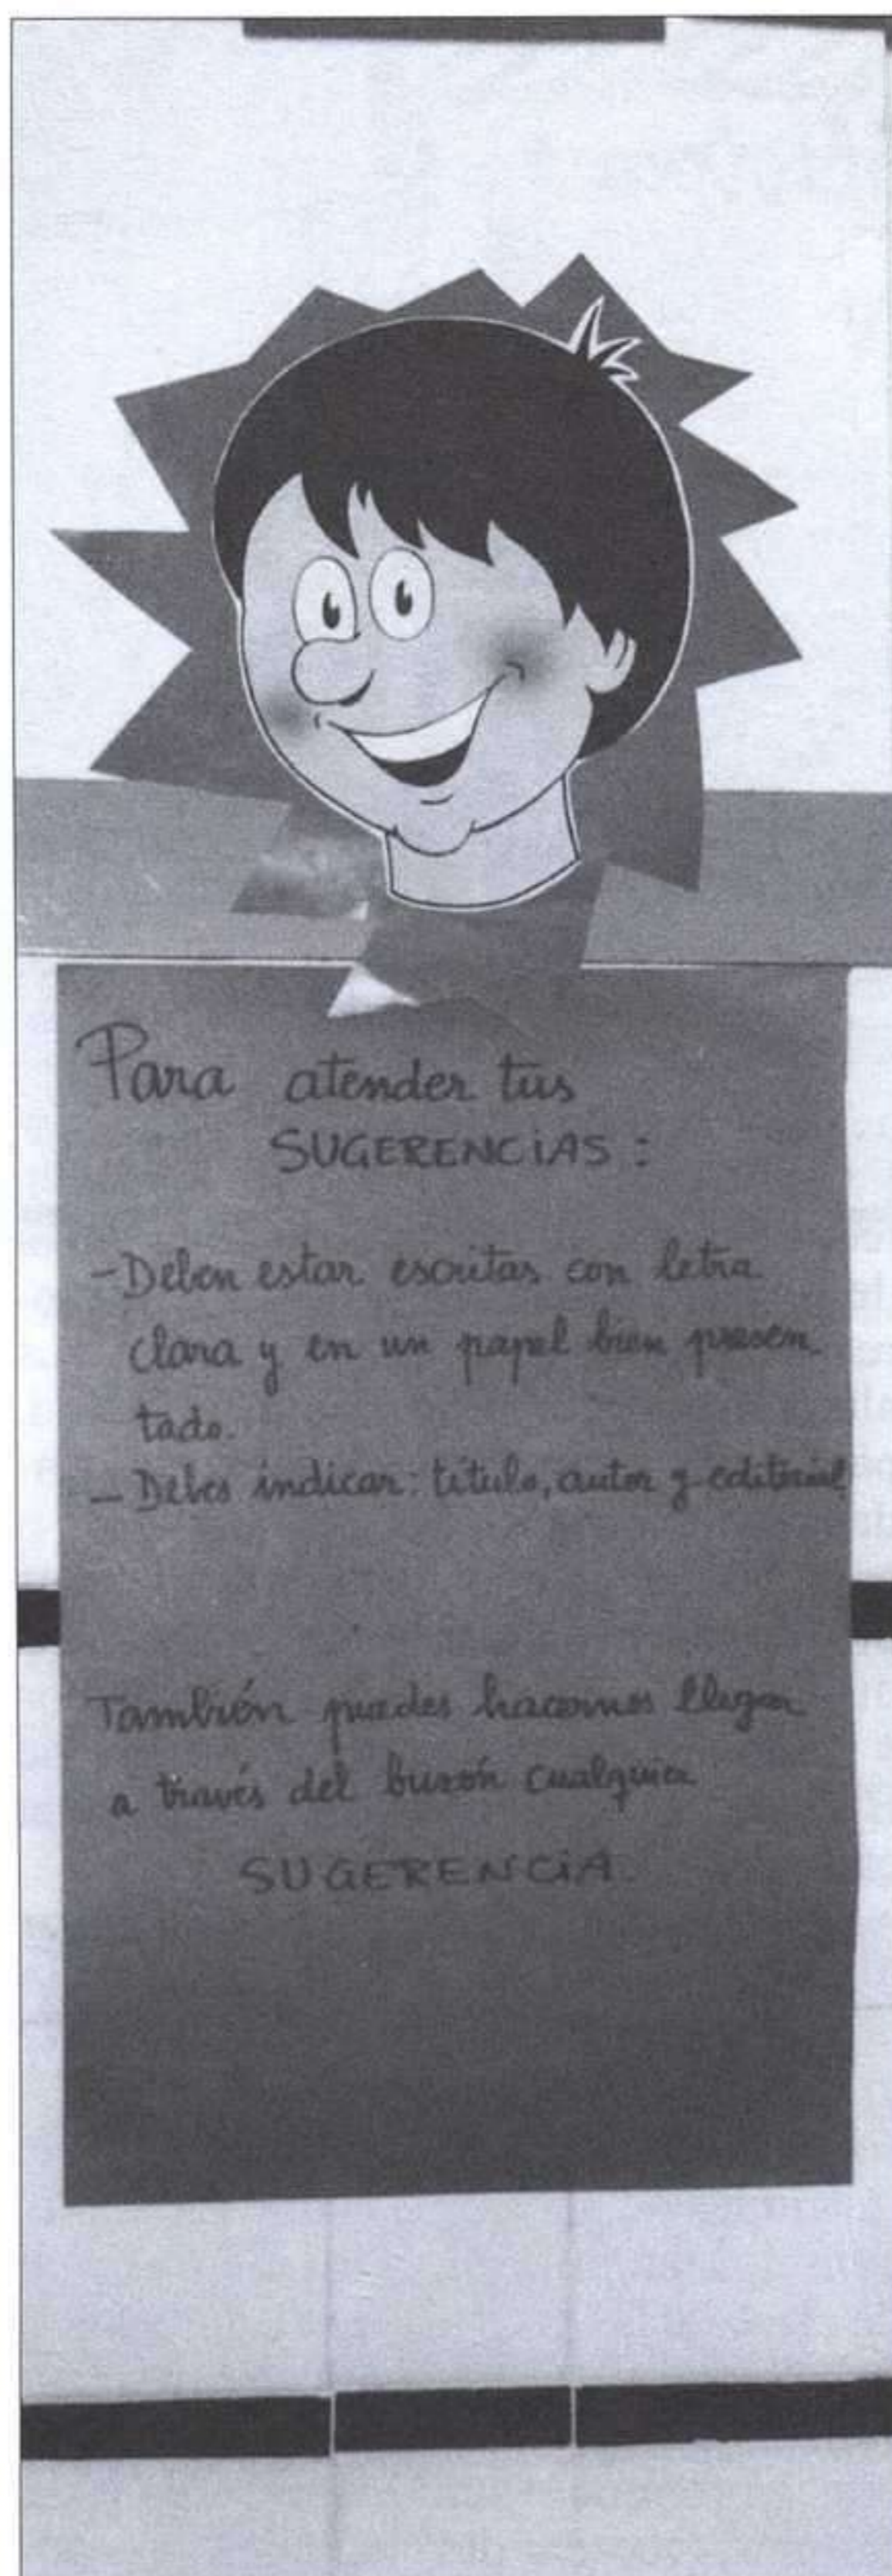 Para atender tus
SUGERENCIAS:
- Deben estar escritas con letra
clara y en un papel bien presen
tado.
- Debes indicar: título, autor y editorial
También puedes hacernos llegar
a través del buzón cualquier
SUGERENCIA.